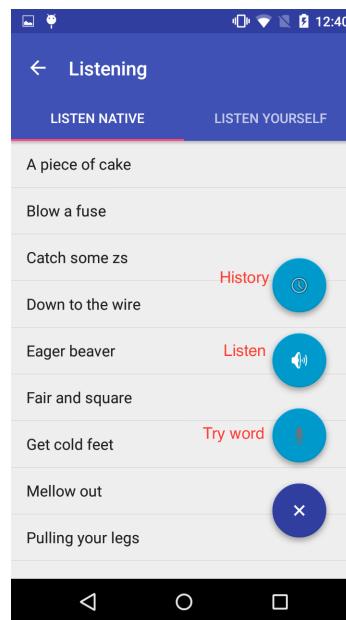 12:40
Listening
LISTEN NATIVE LISTEN YOURSELF
A piece of cake
Blow a fuse
Catch some zs
History
Down to the wire
Eager beaver Listen
Fair and square
Try word
Get cold feet
Mellow out
Pulling your legs